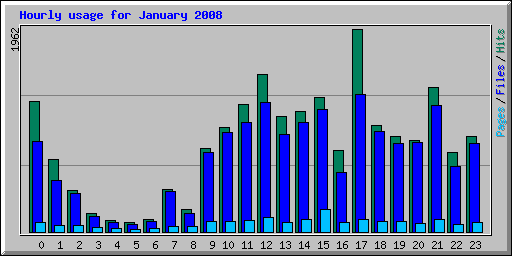 Hourly usage for January 2008
1962
Pages/Files/Hits
0 1 2 3 4 5 6 7 8 9 10 11 12 13 14 15 16 17 18 19 20 21 22 23